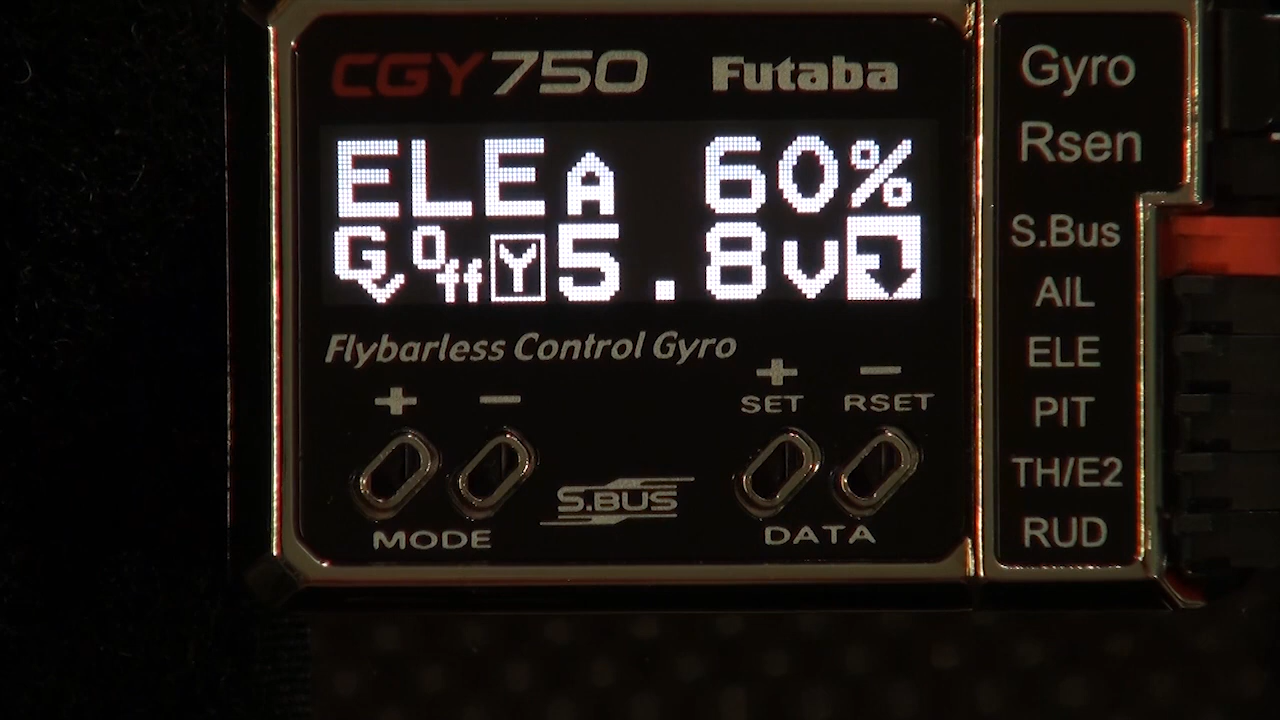 CGY750 Futaba
ELEA 60%
G Off Y 5.8v
Flybarless Control Gyro
+ − + −
SET RSET
S.BUS
MODE DATA
Gyro
Rsen
S.Bus
AIL
ELE
PIT
TH/E2
RUD